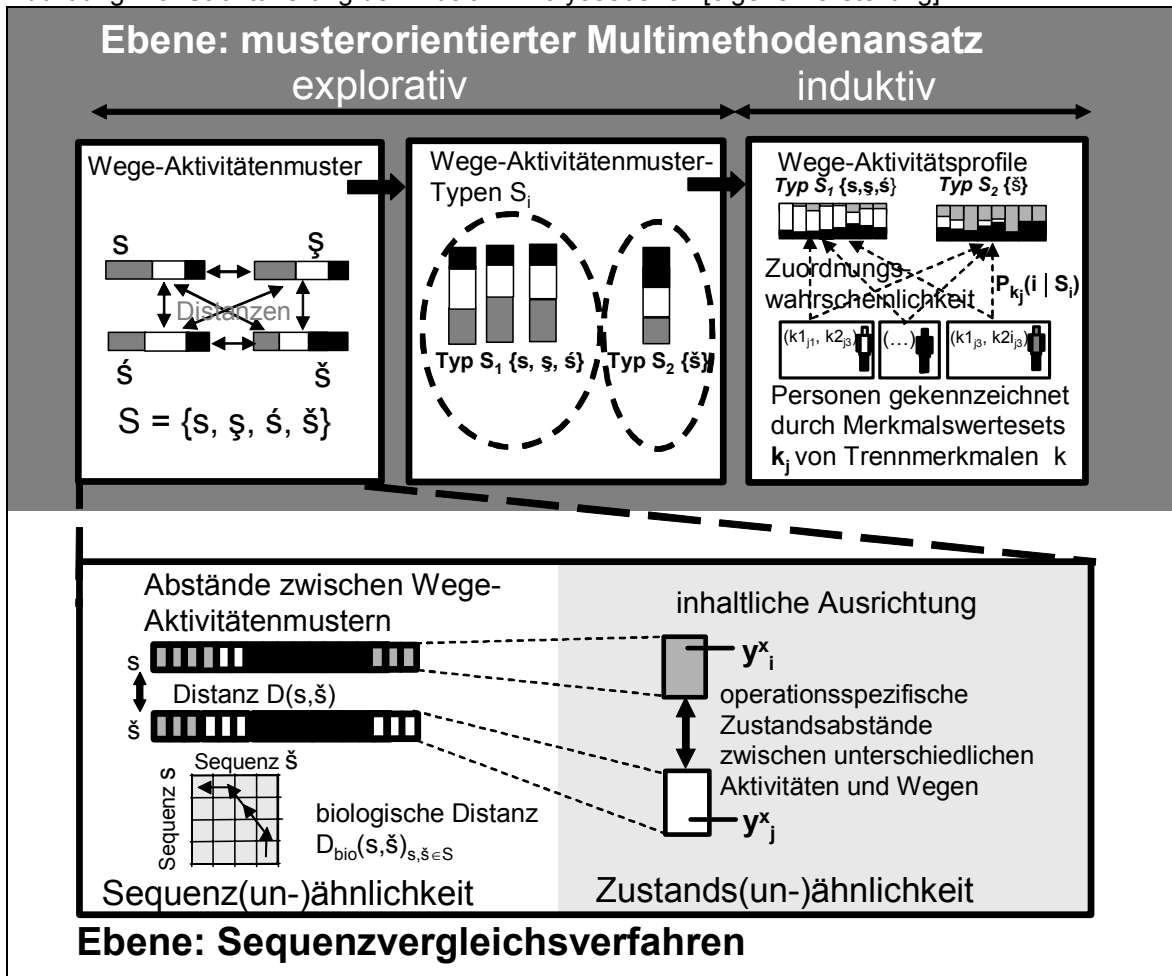 Ebene: musterorientierter Multimethodenansatz
explorativ
induktiv
Wege-Aktivitätenmuster
s
ş
Distanzen
ś
š
S = {s, ş, ś, š}
Wege-Aktivitätenmuster-
Typen Si
Typ S1 {s, ş, ś}
Typ S2 {š}
Wege-Aktivitätsprofile
Typ S1 {s,ş,ś}
Typ S2 {š}
Zuordnungs-
wahrscheinlichkeit
Pkj(i | Si)
(k1j1, k2j3)
(…)
(k1j3, k2ij3)
Personen gekennzeichnet
durch Merkmalswertesets
kj von Trennmerkmalen k
Abstände zwischen Wege-
Aktivitätenmustern
s
Distanz D(s,š)
š
Sequenz š
Sequenz s
biologische Distanz
Dbio(s,š)s,š∈S
Sequenz(un-)ähnlichkeit
inhaltliche Ausrichtung
yxi
operationsspezifische
Zustandsabstände
zwischen unterschiedlichen
Aktivitäten und Wegen
yxj
Zustands(un-)ähnlichkeit
Ebene: Sequenzvergleichsverfahren